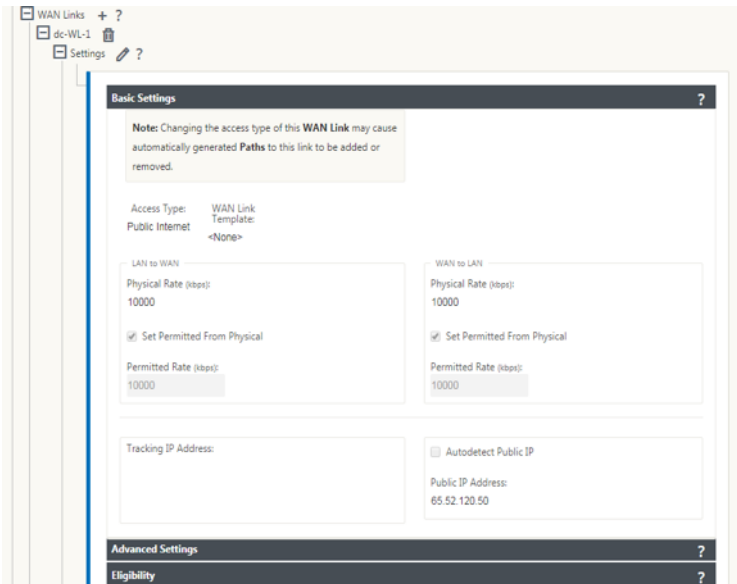 WAN Links + ?
dc-WL-1
Settings ?
Basic Settings ?
Note: Changing the access type of this WAN Link may cause
automatically generated Paths to this link to be added or
removed.
Access Type: WAN Link
Template:
Public Internet
<None>
LAN to WAN
Physical Rate (kbps):
10000
Set Permitted From Physical
Permitted Rate (kbps):
10000
WAN to LAN
Physical Rate (kbps):
10000
Set Permitted From Physical
Permitted Rate (kbps):
10000
Tracking IP Address:
Autodetect Public IP
Public IP Address:
65.52.120.50
Advanced Settings ?
Eligibility ?